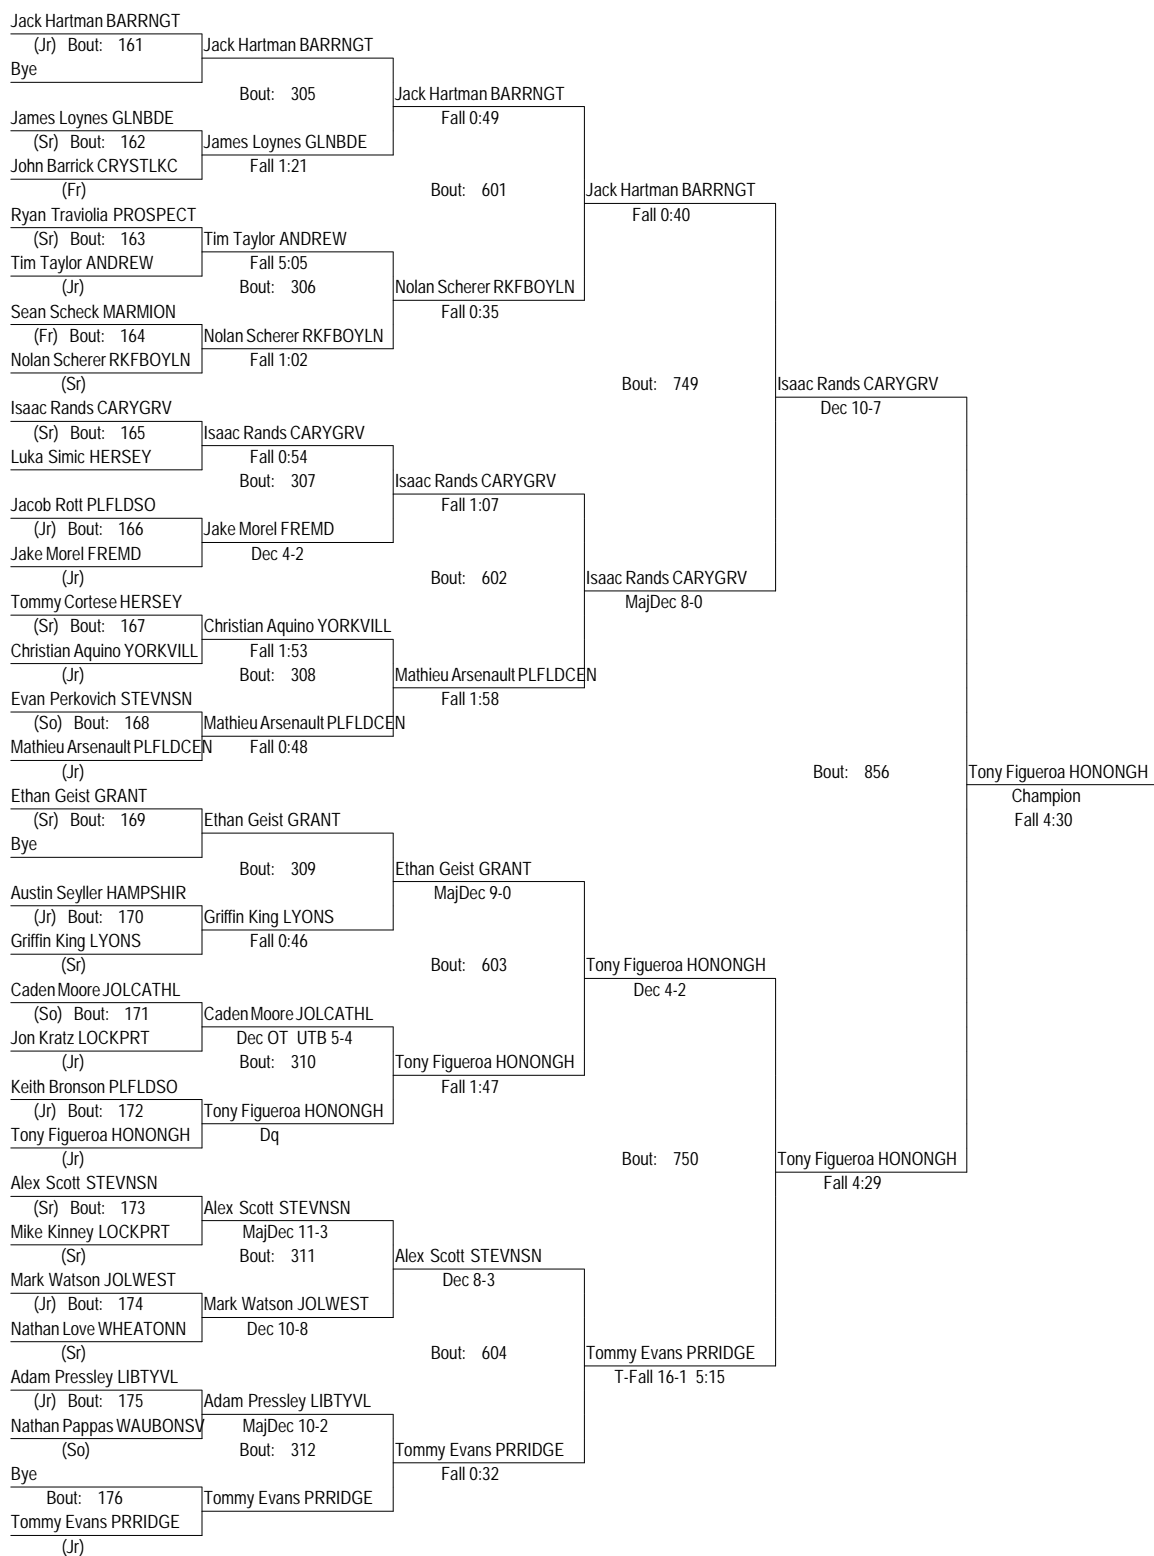 Jack Hartman BARRNGT
(Jr) Bout: 161
Bye
James Loynes GLNBDE
(Sr) Bout: 162
John Barrick CRYSTLKC
(Fr)
Ryan Traviolia PROSPECT
(Sr) Bout: 163
Tim Taylor ANDREW
(Jr)
Sean Scheck MARMION
(Fr) Bout: 164
Nolan Scherer RKFBOYLN
(Sr)
Isaac Rands CARYGRV
(Sr) Bout: 165
Luka Simic HERSEY
Jacob Rott PLFLDSO
(Jr) Bout: 166
Jake Morel FREMD
(Jr)
Tommy Cortese HERSEY
(Sr) Bout: 167
Christian Aquino YORKVILL
(Jr)
Evan Perkovich STEVNSN
(So) Bout: 168
Mathieu Arsenault PLFLDCEN
(Jr)
Ethan Geist GRANT
(Sr) Bout: 169
Bye
Austin Seyller HAMPSHIR
(Jr) Bout: 170
Griffin King LYONS
(Sr)
Caden Moore JOLCATHL
(So) Bout: 171
Jon Kratz LOCKPRT
(Jr)
Keith Bronson PLFLDSO
(Jr) Bout: 172
Tony Figueroa HONONGH
(Jr)
Alex Scott STEVNSN
(Sr) Bout: 173
Mike Kinney LOCKPRT
(Sr)
Mark Watson JOLWEST
(Jr) Bout: 174
Nathan Love WHEATONN
(Sr)
Adam Pressley LIBTYVL
(Jr) Bout: 175
Nathan Pappas WAUBONSV
(So)
Bye
Bout: 176
Tommy Evans PRRIDGE
(Jr)
Jack Hartman BARRNGT
Bout: 305
James Loynes GLNBDE
Fall 1:21
Tim Taylor ANDREW
Fall 5:05
Bout: 306
Nolan Scherer RKFBOYLN
Fall 1:02
Isaac Rands CARYGRV
Fall 0:54
Bout: 307
Jake Morel FREMD
Dec 4-2
Christian Aquino YORKVILL
Fall 1:53
Bout: 308
Mathieu Arsenault PLFLDCEN
Fall 0:48
Ethan Geist GRANT
Bout: 309
Griffin King LYONS
Fall 0:46
Caden Moore JOLCATHL
Dec OT UTB 5-4
Bout: 310
Tony Figueroa HONONGH
Dq
Alex Scott STEVNSN
MajDec 11-3
Bout: 311
Mark Watson JOLWEST
Dec 10-8
Adam Pressley LIBTYVL
MajDec 10-2
Bout: 312
Tommy Evans PRRIDGE
Jack Hartman BARRNGT
Fall 0:49
Bout: 601
Nolan Scherer RKFBOYLN
Fall 0:35
Isaac Rands CARYGRV
Fall 1:07
Bout: 602
Mathieu Arsenault PLFLDCEN
Fall 1:58
Ethan Geist GRANT
MajDec 9-0
Bout: 603
Tony Figueroa HONONGH
Fall 1:47
Alex Scott STEVNSN
Dec 8-3
Bout: 604
Tommy Evans PRRIDGE
Fall 0:32
Jack Hartman BARRNGT
Fall 0:40
Bout: 749
Isaac Rands CARYGRV
MajDec 8-0
Tony Figueroa HONONGH
Dec 4-2
Bout: 750
Tommy Evans PRRIDGE
T-Fall 16-1 5:15
Isaac Rands CARYGRV
Dec 10-7
Bout: 856
Tony Figueroa HONONGH
Fall 4:29
Tony Figueroa HONONGH
Champion
Fall 4:30